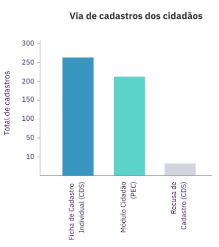 Via de cadastros dos cidadãos
Total de cadastros
300
250
200
150
100
50
10
Ficha de Cadastro
Individual (CDS)
Módulo Cidadão
(PEC)
Recusa de
Cadastro (CDS)